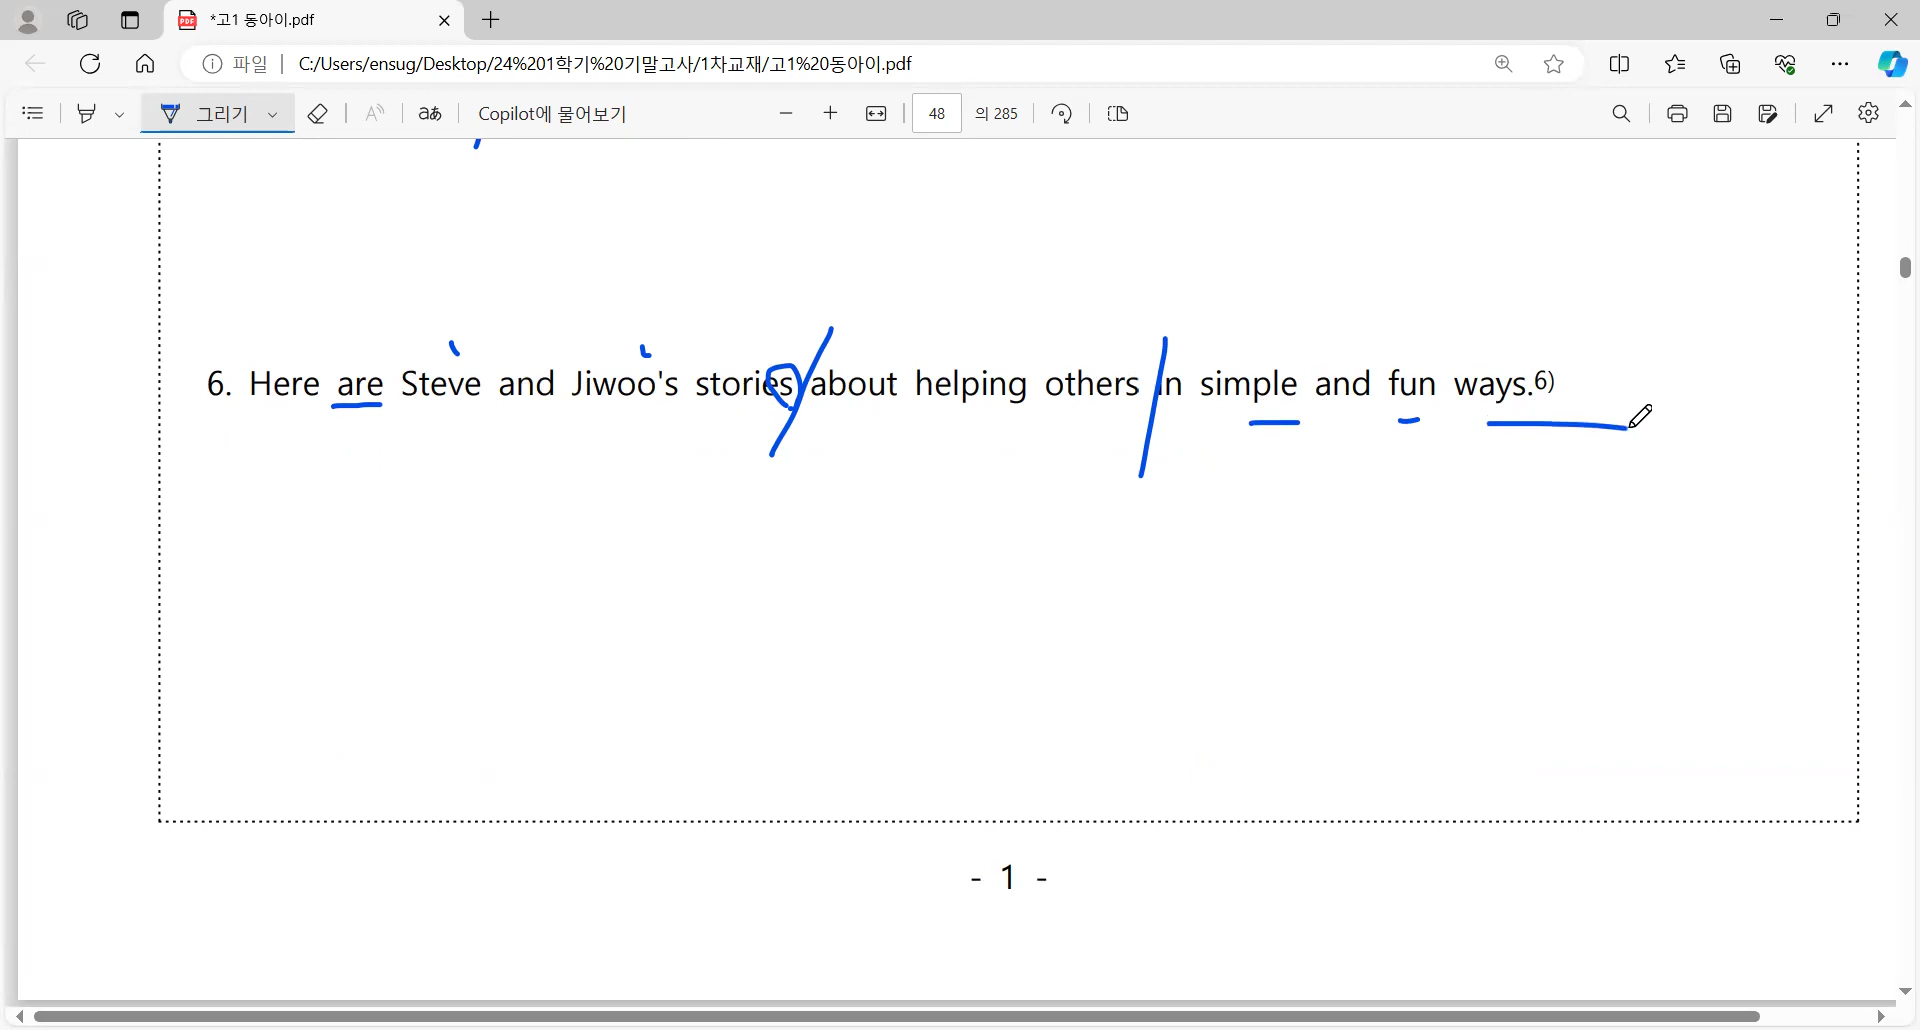 *고1 동아이.pdf
파일 C:/Users/ensug/Desktop/24%201학기%20기말고사/1차교재/고1%20동아이.pdf
그리기 aあ Copilot에 물어보기 48 의 285
6. Here are Steve and Jiwoo's stories about helping others in simple and fun ways.6)
- 1 -